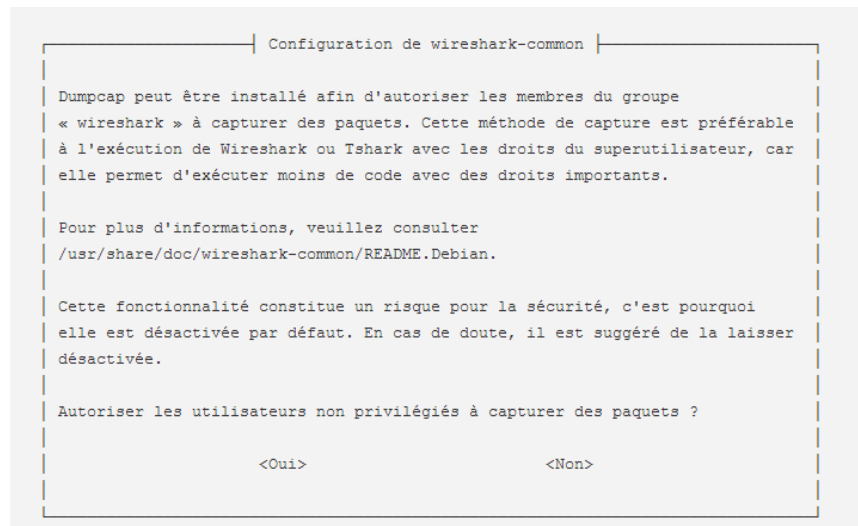 Configuration de wireshark-common
Dumpcap peut être installé afin d'autoriser les membres du groupe
« wireshark » à capturer des paquets. Cette méthode de capture est préférable
à l'exécution de Wireshark ou Tshark avec les droits du superutilisateur, car
elle permet d'exécuter moins de code avec des droits importants.
Pour plus d'informations, veuillez consulter
/usr/share/doc/wireshark-common/README.Debian.
Cette fonctionnalité constitue un risque pour la sécurité, c'est pourquoi
elle est désactivée par défaut. En cas de doute, il est suggéré de la laisser
désactivée.
Autoriser les utilisateurs non privilégiés à capturer des paquets ?
<Oui> <Non>